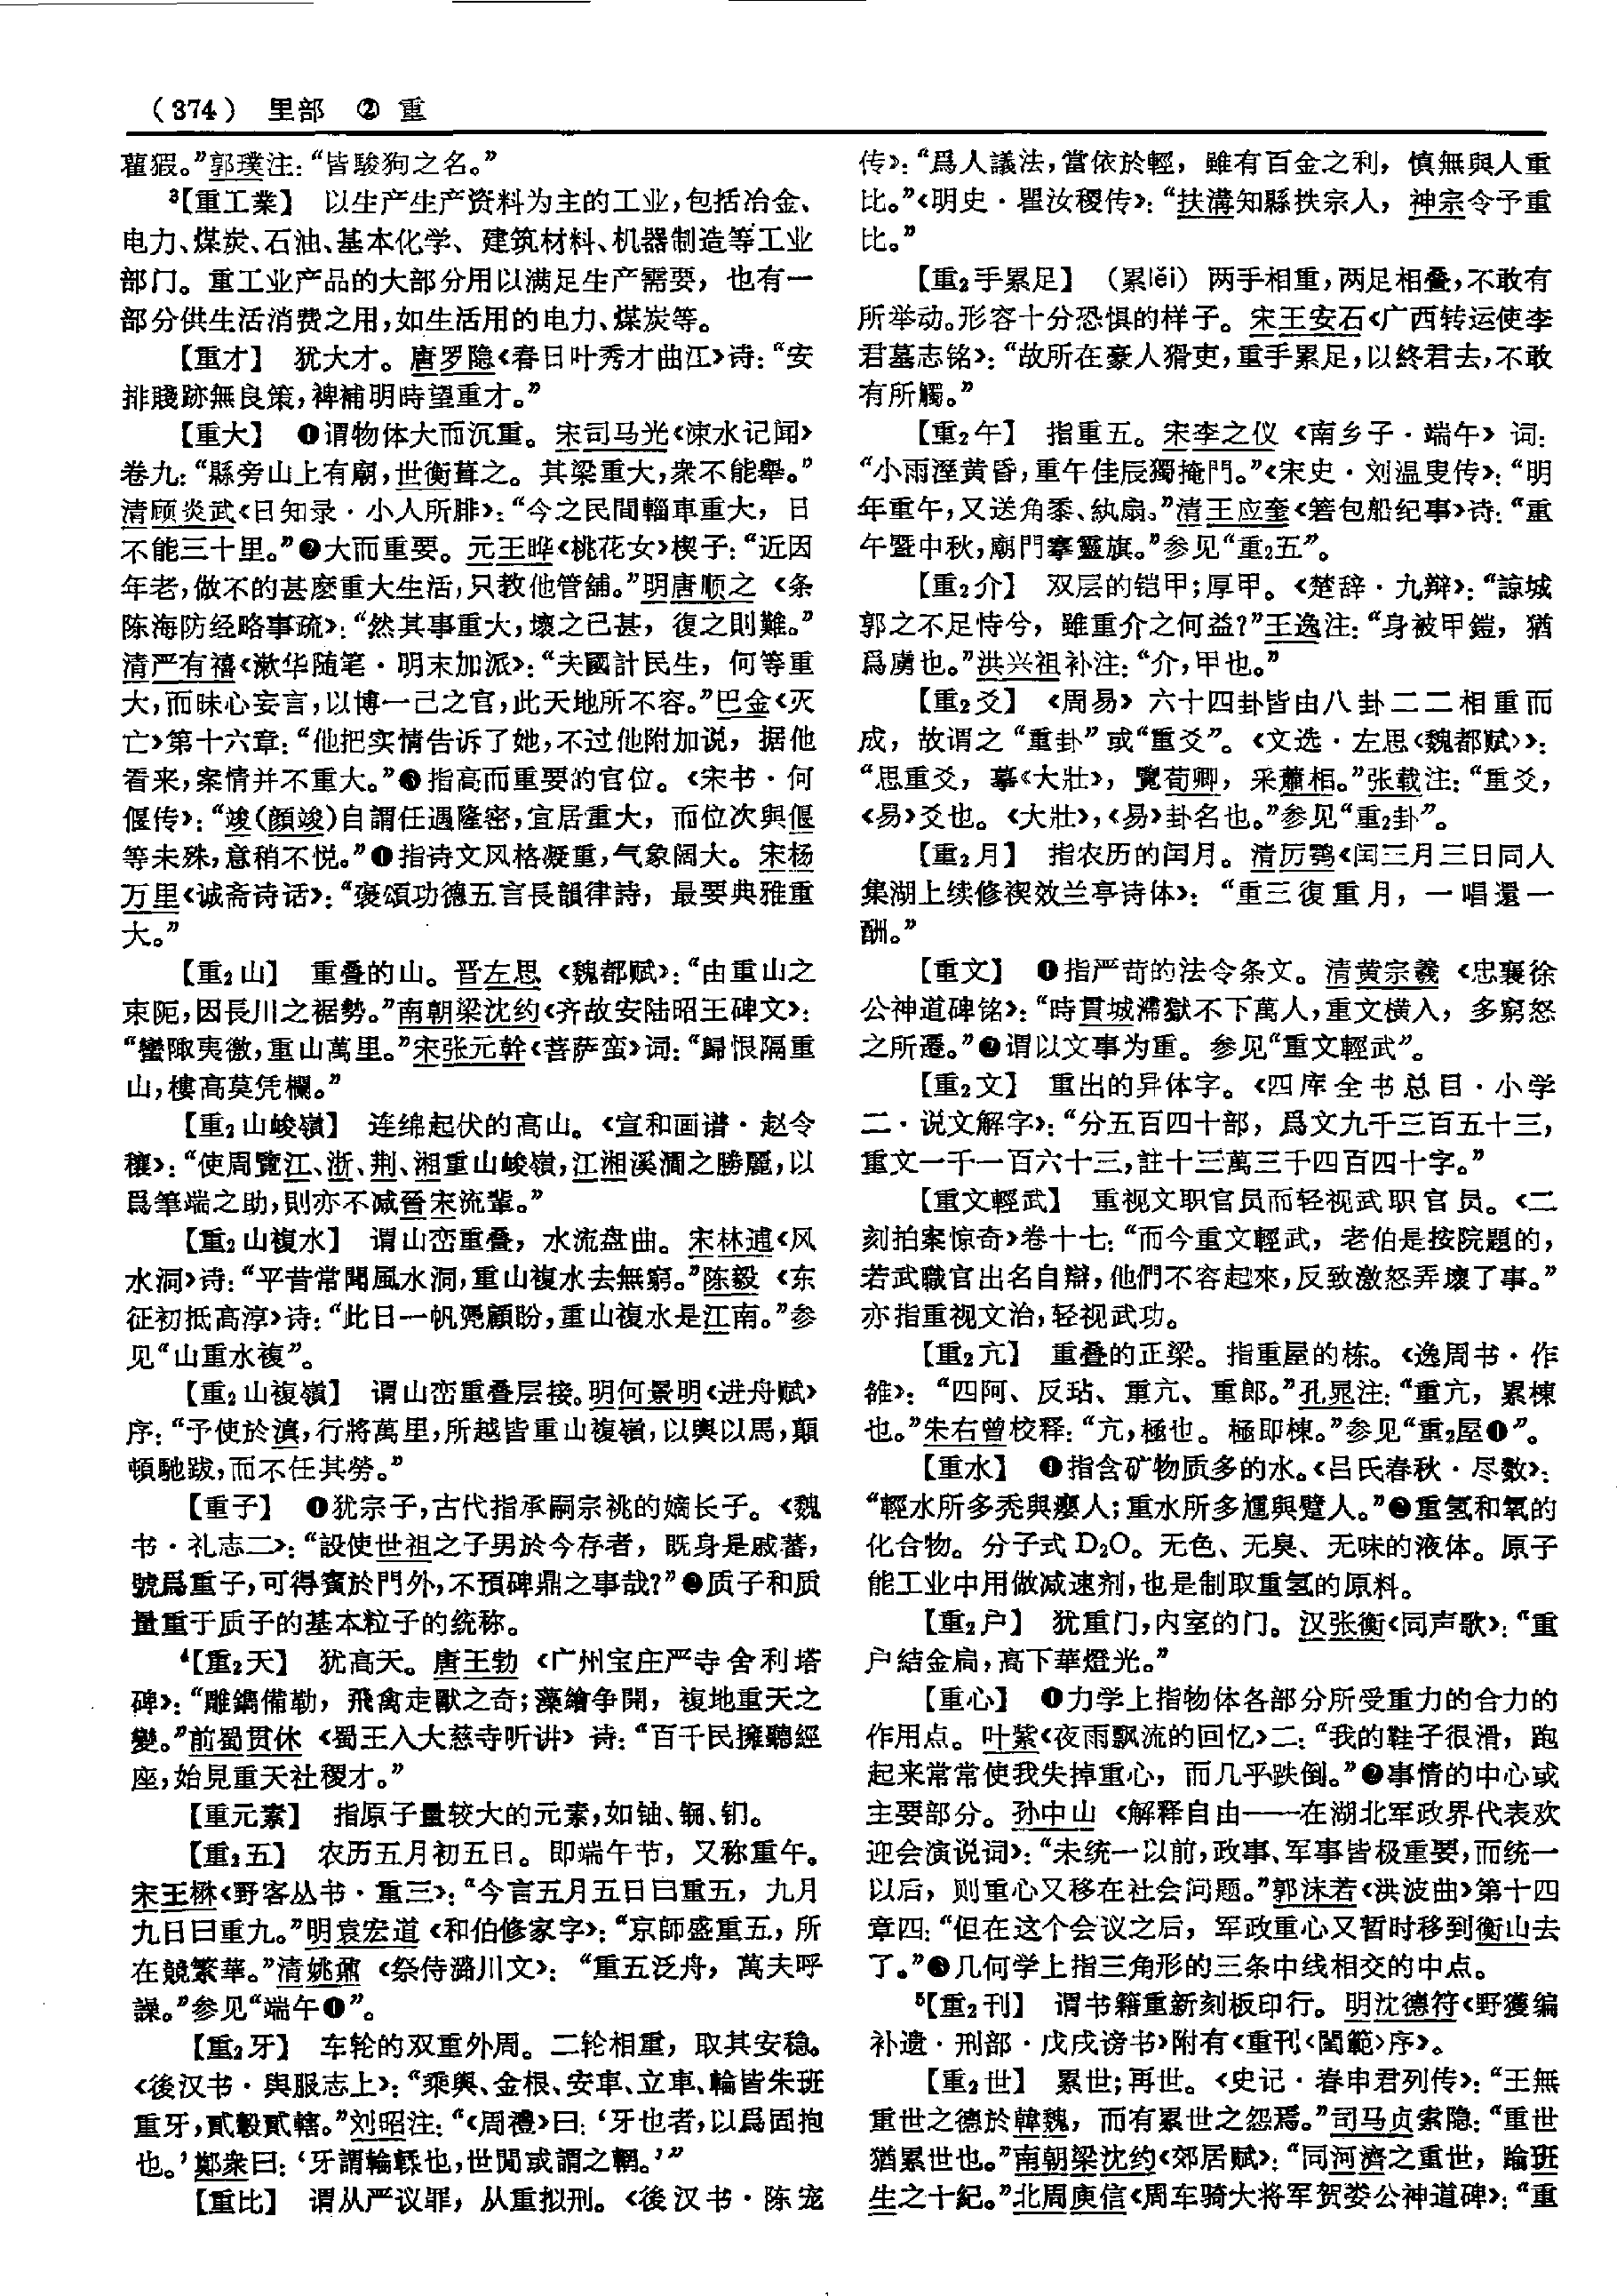 （374） 里部 ② 重
蒮猳。”郭璞注：“皆駿狗之名。”
³【重工業】 以生产生产资料为主的工业，包括冶金、
电力、煤炭、石油、基本化学、建筑材料、机器制造等工业
部门。重工业产品的大部分用以满足生产需要，也有一
部分供生活消费之用，如生活用的电力、煤炭等。
【重才】 犹大才。唐罗隐《春日叶秀才曲江》诗：“安
排賤跡無良策，裨補明時望重才。”
【重大】 ❶谓物体大而沉重。宋司马光《涑水记闻》
卷九：“縣旁山上有廟，世衡葺之。其梁重大，衆不能舉。”
清顾炎武《日知录·小人所腓》：“今之民間輜車重大，日
不能三十里。”❷大而重要。元王晔《桃花女》楔子：“近因
年老，做不的甚麽重大生活，只教他管舖。”明唐顺之《条
陈海防经略事疏》：“然其事重大，壞之已甚，復之則難。”
清严有禧《漱华随笔·明末加派》：“夫國計民生，何等重
大，而昧心妄言，以博一己之官，此天地所不容。”巴金《灭
亡》第十六章：“他把实情告诉了她，不过他附加说，据他
看来，案情并不重大。”❸指高而重要的官位。《宋书·何
偃传》：“竣（顔竣）自謂任遇隆密，宜居重大，而位次與偃
等未殊，意稍不悦。”❹指诗文风格凝重，气象阔大。宋杨
万里《诚斋诗话》：“褒頌功德五言長韻律詩，最要典雅重
大。”
【重₂山】 重叠的山。晋左思《魏都赋》：“由重山之
束阨，因長川之裾勢。”南朝梁沈约《齐故安陆昭王碑文》：
“蠻陬夷徼，重山萬里。”宋张元幹《菩萨蛮》词：“歸恨隔重
山，樓高莫凭欄。”
【重₂山峻嶺】 连绵起伏的高山。《宣和画谱·赵令
穰》：“使周覽江、浙、荆、湘重山峻嶺，江湘溪澗之勝麗，以
爲筆端之助，則亦不减晉宋流輩。”
【重₂山複水】 谓山峦重叠，水流盘曲。宋林逋《风
水洞》诗：“平昔常聞風水洞，重山複水去無窮。”陈毅《东
征初抵高淳》诗：“此日一帆凴顧盼，重山複水是江南。”参
见“山重水複”。
【重₂山複嶺】 谓山峦重叠层接。明何景明《进舟赋》
序：“予使於滇，行將萬里，所越皆重山複嶺，以輿以馬，顛
頓馳跋，而不任其勞。”
【重子】 ❶犹宗子，古代指承嗣宗祧的嫡长子。《魏
书·礼志二》：“設使世祖之子男於今存者，既身是戚蕃，
號爲重子，可得賓於門外，不預碑鼎之事哉？”❷质子和质
量重于质子的基本粒子的统称。
⁴【重₂天】 犹高天。唐王勃《广州宝庄严寺舍利塔
碑》：“雕鐫備勒，飛禽走獸之奇；藻繪争開，複地重天之
變。”前蜀贯休《蜀王入大慈寺听讲》诗：“百千民擁聽經
座，始見重天社稷才。”
【重元素】 指原子量较大的元素，如铀、锕、钔。
【重₂五】 农历五月初五日。即端午节，又称重午。
宋王楙《野客丛书·重三》：“今言五月五日曰重五，九月
九日曰重九。”明袁宏道《和伯修家字》：“京師盛重五，所
在競繁華。”清姚鼐《祭侍潞川文》：“重五泛舟，萬夫呼
譟。”参见“端午❶”。
【重₂牙】 车轮的双重外周。二轮相重，取其安稳。
《後汉书·舆服志上》：“乘輿、金根、安車、立車，輪皆朱班
重牙，貳轂貳轄。”刘昭注：“《周禮》曰：‘牙也者，以爲固抱
也。’鄭衆曰：‘牙謂輪輮也，世間或謂之輞。’”
【重比】 谓从严议罪，从重拟刑。《後汉书·陈宠
传》：“爲人議法，當依於輕，雖有百金之利，慎無與人重
比。”《明史·瞿汝稷传》：“扶溝知縣抶宗人，神宗令予重
比。”
【重₂手累足】 （累lěi） 两手相重，两足相叠，不敢有
所举动。形容十分恐惧的样子。宋王安石《广西转运使李
君墓志铭》：“故所在豪人猾吏，重手累足，以終君去，不敢
有所觸。”
【重₂午】 指重五。宋李之仪《南乡子·端午》词：
“小雨溼黄昏，重午佳辰獨掩門。”《宋史·刘温叟传》：“明
年重午，又送角黍、紈扇。”清王应奎《箬包船纪事》诗：“重
午暨中秋，廟門搴靈旗。”参见“重₂五”。
【重₂介】 双层的铠甲；厚甲。《楚辞·九辩》：“諒城
郭之不足恃兮，雖重介之何益？”王逸注：“身被甲鎧，猶
爲虜也。”洪兴祖补注：“介，甲也。”
【重₂爻】 《周易》六十四卦皆由八卦二二相重而
成，故谓之“重卦”或“重爻”。《文选·左思〈魏都赋〉》：
“思重爻，摹《大壯》，覽荀卿，采蕭相。”张载注：“重爻，
《易》爻也。《大壯》，《易》卦名也。”参见“重₂卦”。
【重₂月】 指农历的闰月。清厉鹗《闰三月三日同人
集湖上续修禊效兰亭诗体》：“重三復重月，一唱還一
酬。”
【重文】 ❶指严苛的法令条文。清黄宗羲《忠襄徐
公神道碑铭》：“時貫城滯獄不下萬人，重文横入，多窮怒
之所遷。”❷谓以文事为重。参见“重文輕武”。
【重₂文】 重出的异体字。《四库全书总目·小学
二·说文解字》：“分五百四十部，爲文九千三百五十三，
重文一千一百六十三，註十三萬三千四百四十字。”
【重文輕武】 重视文职官员而轻视武职官员。《二
刻拍案惊奇》卷十七：“而今重文輕武，老伯是按院題的，
若武職官出名自辯，他們不容起來，反致激怒弄壞了事。”
亦指重视文治，轻视武功。
【重₂亢】 重叠的正梁。指重屋的栋。《逸周书·作
雒》：“四阿、反坫、重亢、重郎。”孔晁注：“重亢，累棟
也。”朱右曾校释：“亢，極也。極即棟。”参见“重₂屋❶”。
【重水】 ❶指含矿物质多的水。《吕氏春秋·尽数》：
“輕水所多禿與癭人；重水所多尰與躄人。”❷重氢和氧的
化合物。分子式D₂O。无色、无臭、无味的液体。原子
能工业中用做减速剂，也是制取重氢的原料。
【重₂户】 犹重门，内室的门。汉张衡《同声歌》：“重
户結金扃，高下華燈光。”
【重心】 ❶力学上指物体各部分所受重力的合力的
作用点。叶紫《夜雨飘流的回忆》二：“我的鞋子很滑，跑
起来常常使我失掉重心，而几乎跌倒。”❷事情的中心或
主要部分。孙中山《解释自由——在湖北军政界代表欢
迎会演说词》：“未统一以前，政事、军事皆极重要，而统一
以后，则重心又移在社会问题。”郭沫若《洪波曲》第十四
章四：“但在这个会议之后，军政重心又暂时移到衡山去
了。”❸几何学上指三角形的三条中线相交的中点。
⁵【重₂刊】 谓书籍重新刻板印行。明沈德符《野獲编
补遗·刑部·戊戌谤书》附有《重刊〈閨範〉序》。
【重₂世】 累世；再世。《史记·春申君列传》：“王無
重世之德於韓魏，而有累世之怨焉。”司马贞索隐：“重世
猶累世也。”南朝梁沈约《郊居赋》：“同河濟之重世，踰班
生之十紀。”北周庾信《周车骑大将军贺娄公神道碑》：“重